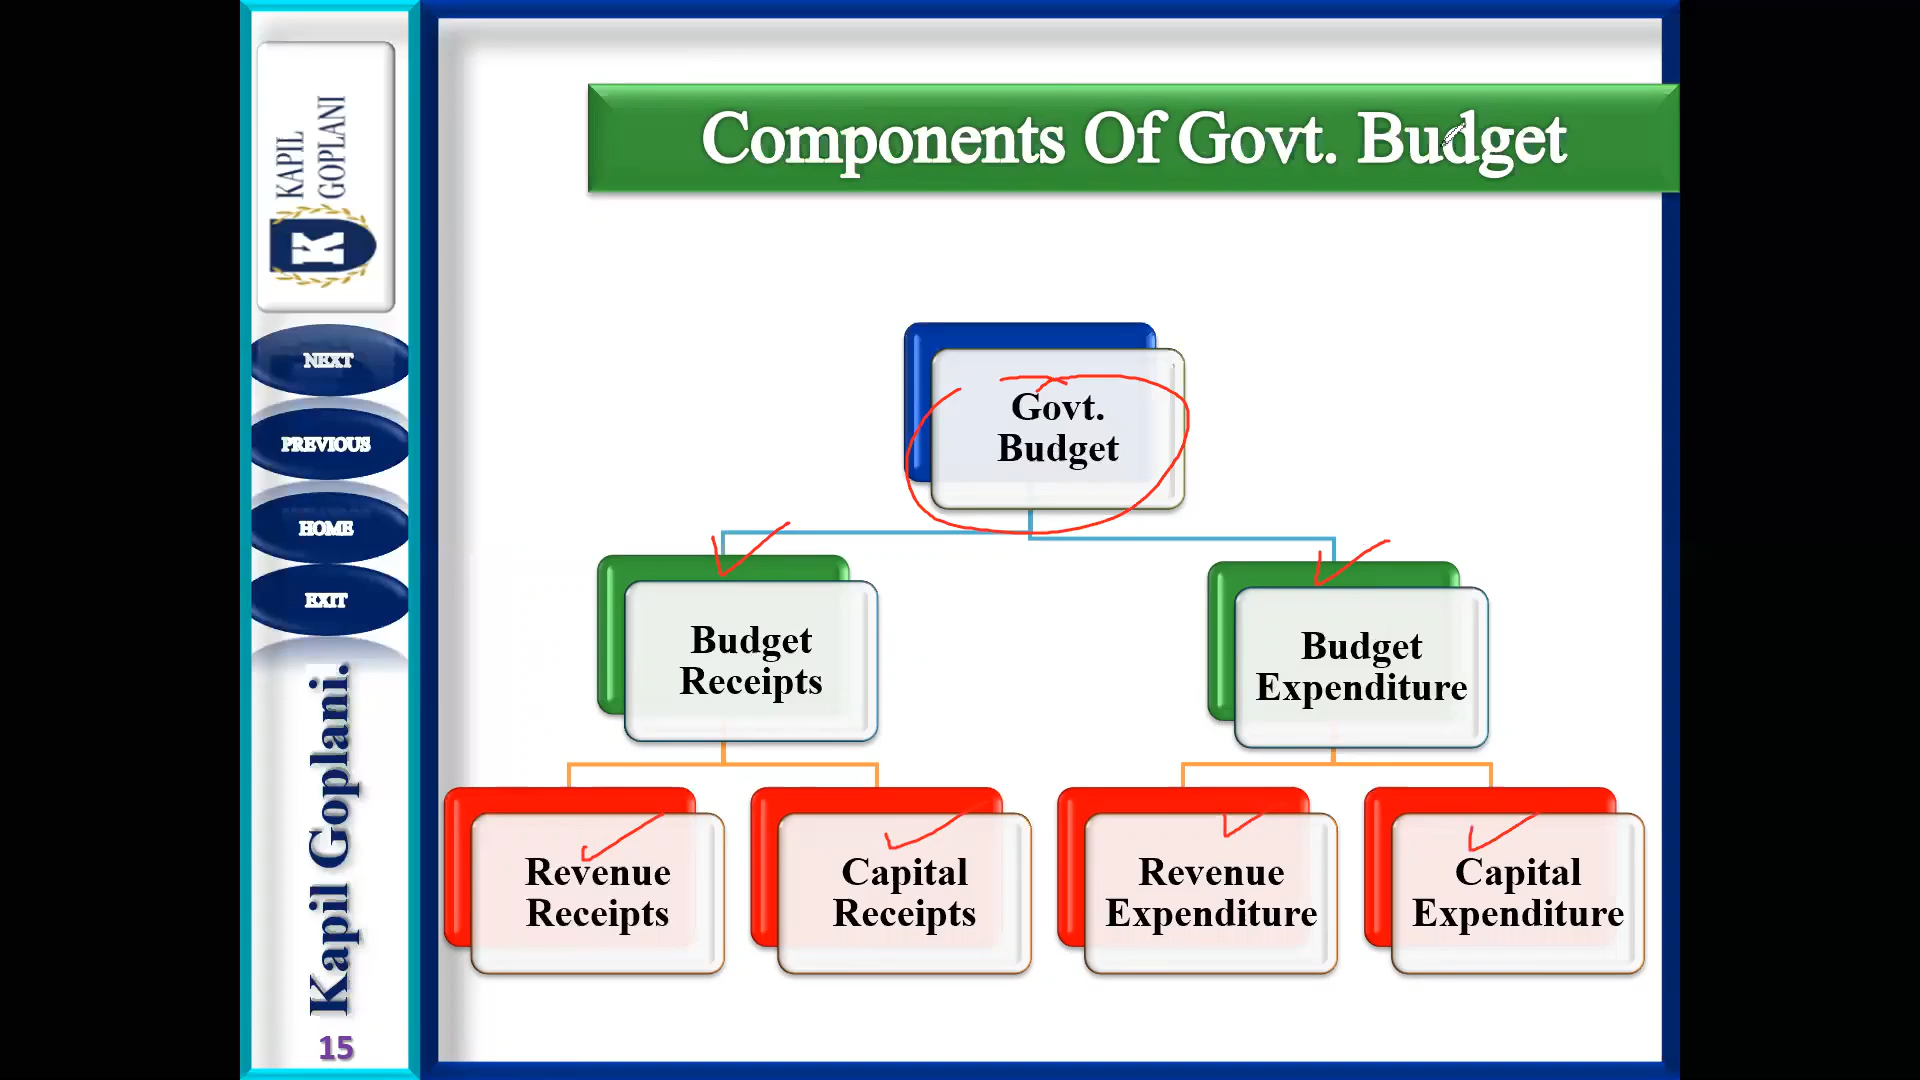 KAPIL
GOPLANI
K
NEXT
PREVIOUS
HOME
EXIT
Kapil Goplani.
15
Components Of Govt. Budget
Govt.
Budget
Budget
Receipts
Budget
Expenditure
Revenue
Receipts
Capital
Receipts
Revenue
Expenditure
Capital
Expenditure